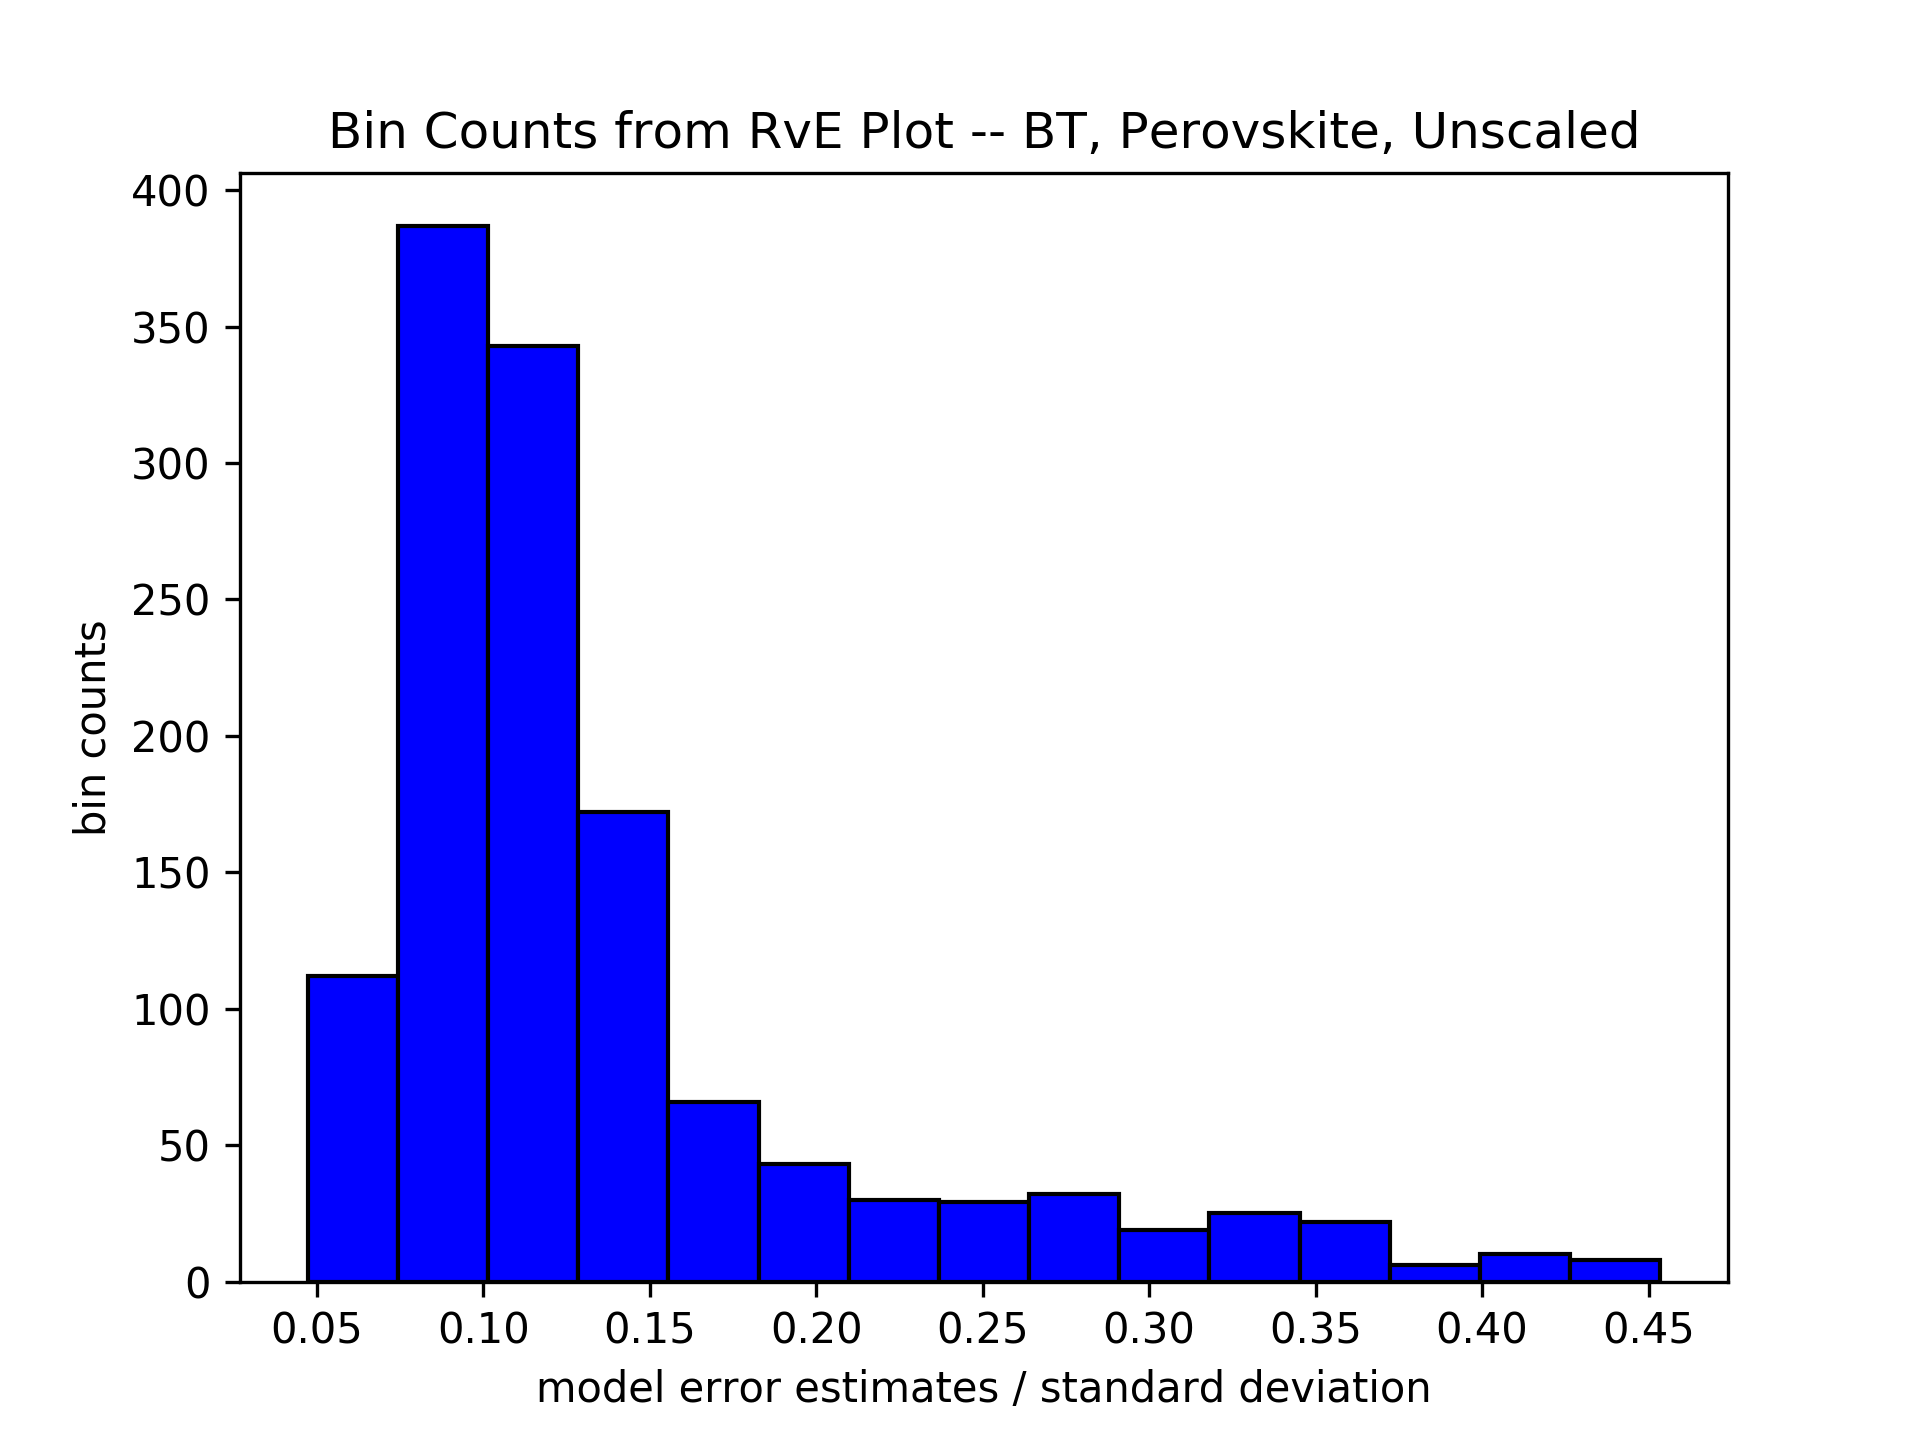 Bin Counts from RvE Plot -- BT, Perovskite, Unscaled
400
350
300
250
200
150
100
50
0
bin counts
0.05 0.10 0.15 0.20 0.25 0.30 0.35 0.40 0.45
model error estimates / standard deviation